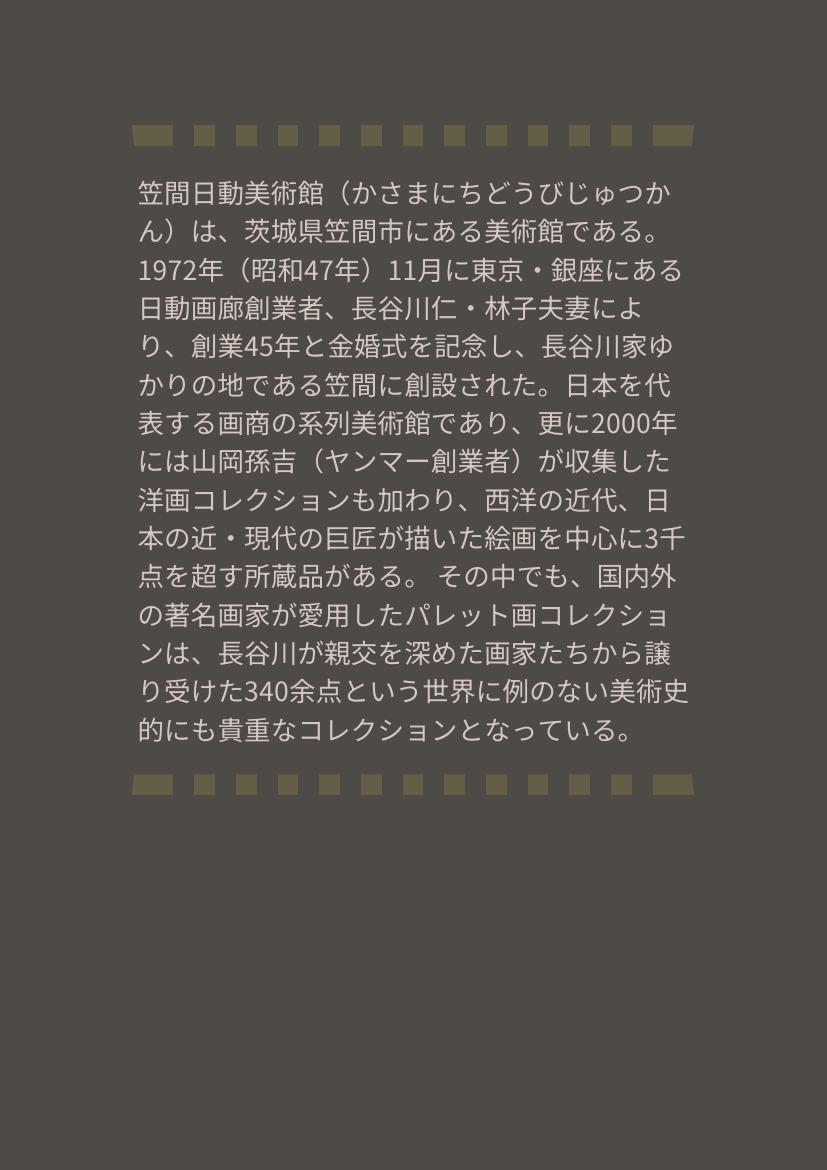 笠間日動美術館（かさまにちどうびじゅつか
ん）は、茨城県笠間市にある美術館である。
1972年（昭和47年）11月に東京・銀座にある
日動画廊創業者、長谷川仁・林子夫妻によ
り、創業45年と金婚式を記念し、長谷川家ゆ
かりの地である笠間に創設された。日本を代
表する画商の系列美術館であり、更に2000年
には山岡孫吉（ヤンマー創業者）が収集した
洋画コレクションも加わり、西洋の近代、日
本の近・現代の巨匠が描いた絵画を中心に3千
点を超す所蔵品がある。 その中でも、国内外
の著名画家が愛用したパレット画コレクショ
ンは、長谷川が親交を深めた画家たちから譲
り受けた340余点という世界に例のない美術史
的にも貴重なコレクションとなっている。